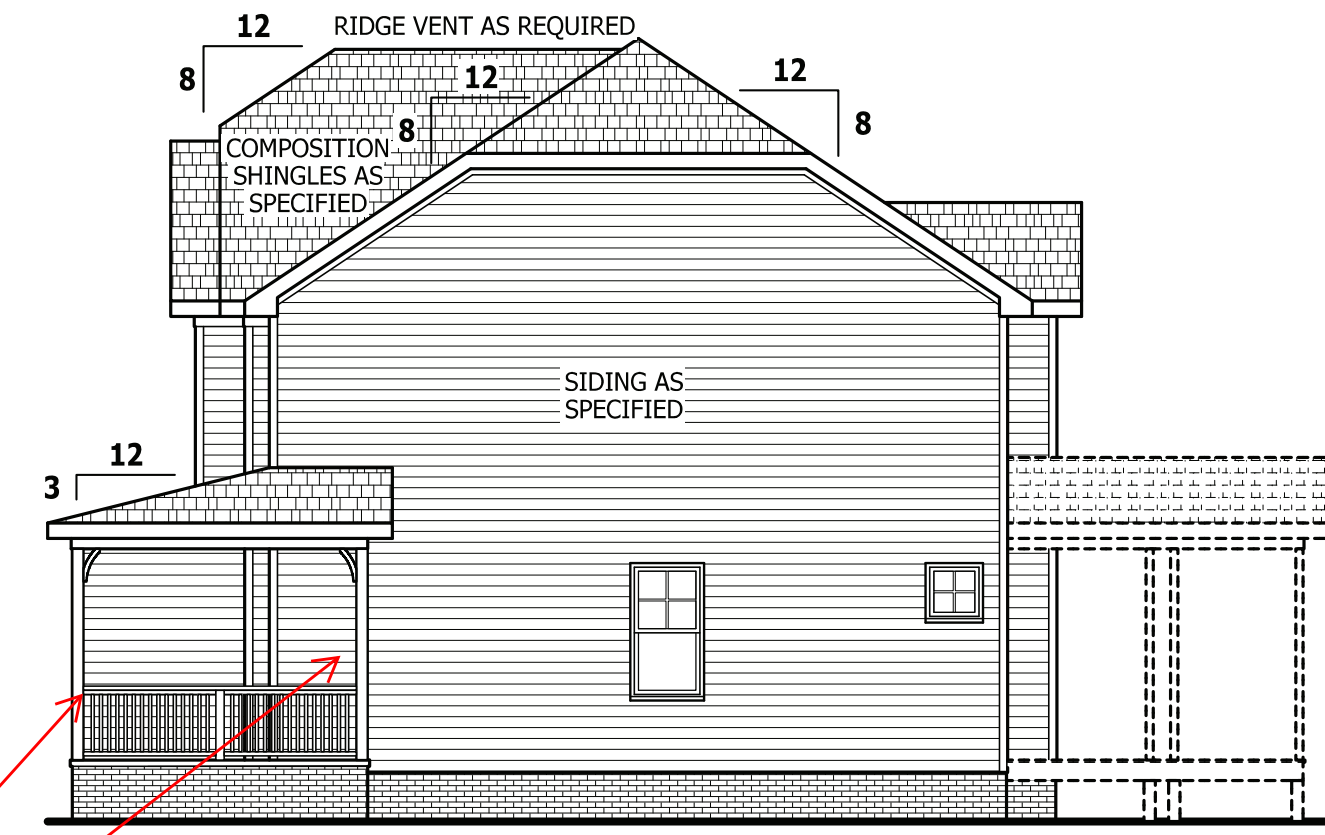 12
RIDGE VENT AS REQUIRED
8
12
8
12
8
COMPOSITION
SHINGLES AS
SPECIFIED
SIDING AS
SPECIFIED
12
3